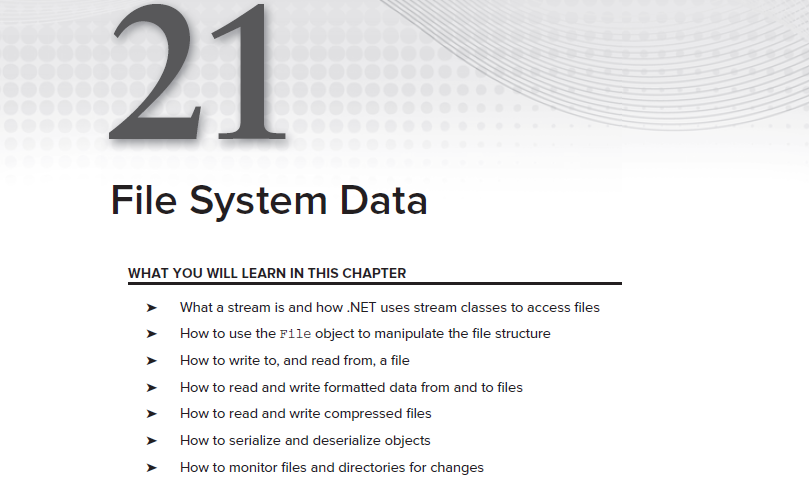 21
File System Data
WHAT YOU WILL LEARN IN THIS CHAPTER
➤ What a stream is and how .NET uses stream classes to access files
➤ How to use the File object to manipulate the file structure
➤ How to write to, and read from, a file
➤ How to read and write formatted data from and to files
➤ How to read and write compressed files
➤ How to serialize and deserialize objects
➤ How to monitor files and directories for changes